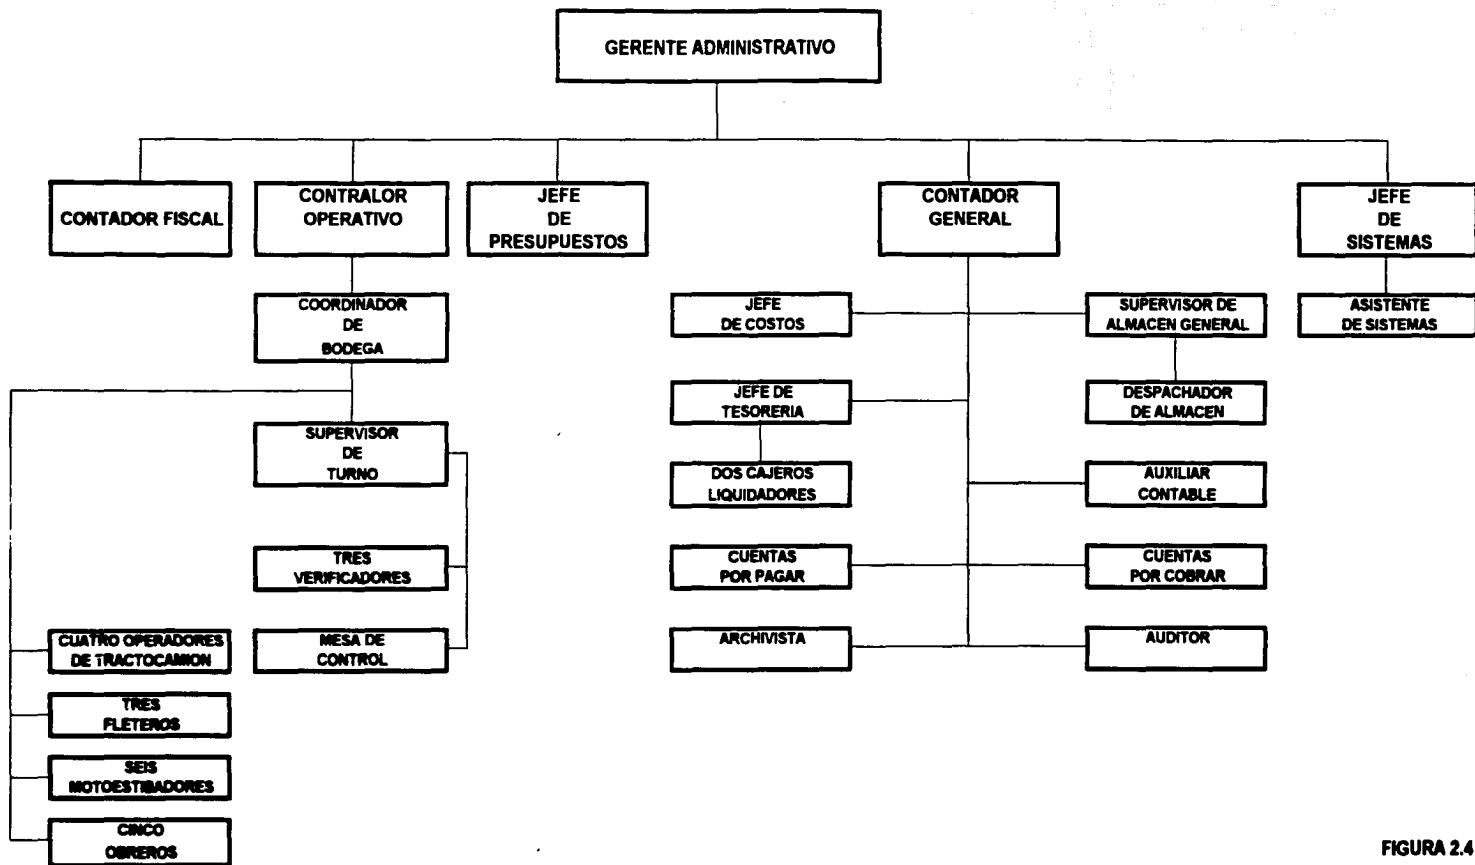 GERENTE ADMINISTRATIVO
CONTADOR FISCAL
CONTRALOR
OPERATIVO
JEFE
DE
PRESUPUESTOS
CONTADOR
GENERAL
JEFE
DE
SISTEMAS
COORDINADOR
DE
BODEGA
JEFE
DE COSTOS
SUPERVISOR DE
ALMACEN GENERAL
ASISTENTE
DE SISTEMAS
SUPERVISOR
DE
TURNO
JEFE DE
TESORERIA
DESPACHADOR
DE ALMACEN
DOS CAJEROS
LIQUIDADORES
AUXILIAR
CONTABLE
TRES
VERIFICADORES
CUENTAS
POR PAGAR
CUENTAS
POR COBRAR
CUATRO OPERADORES
DE TRACTOCAMION
MESA DE
CONTROL
ARCHIVISTA
AUDITOR
TRES
FLETEROS
SEIS
MOTOESTIBADORES
CINCO
OBREROS
FIGURA 2.4